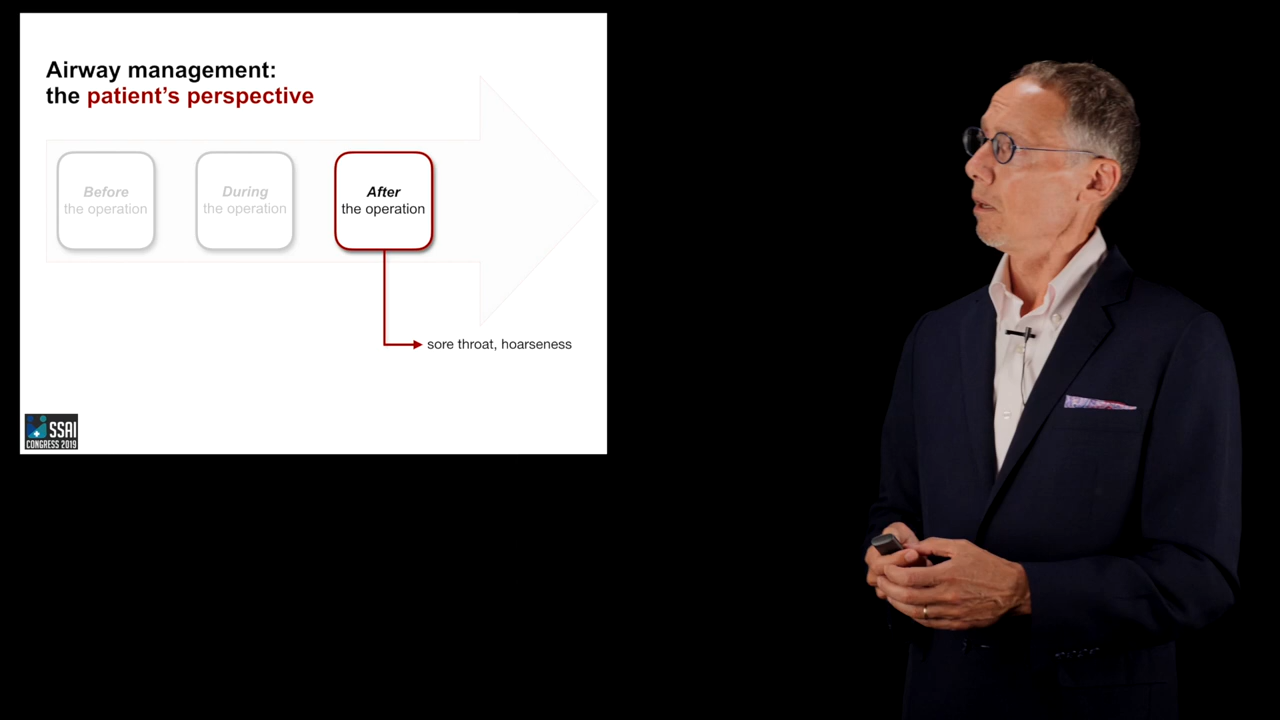 Airway management:
the patient's perspective
Before
the operation
During
the operation
After
the operation
sore throat, hoarseness
SSAI
CONGRESS 2019